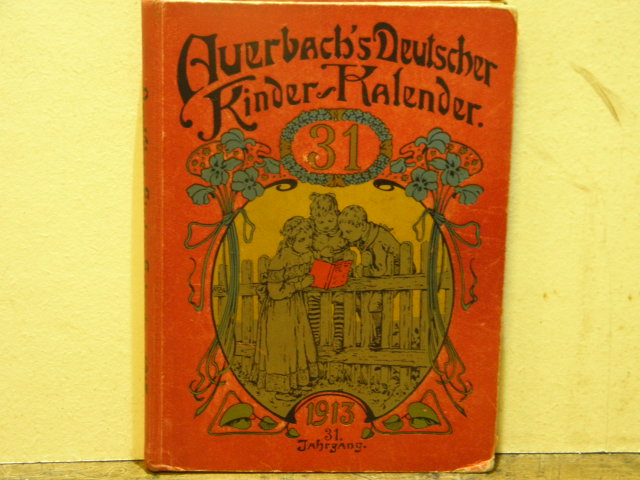 Auerbach's Deutscher
Kinder-Kalender.
31
1913
31.
Jahrgang.